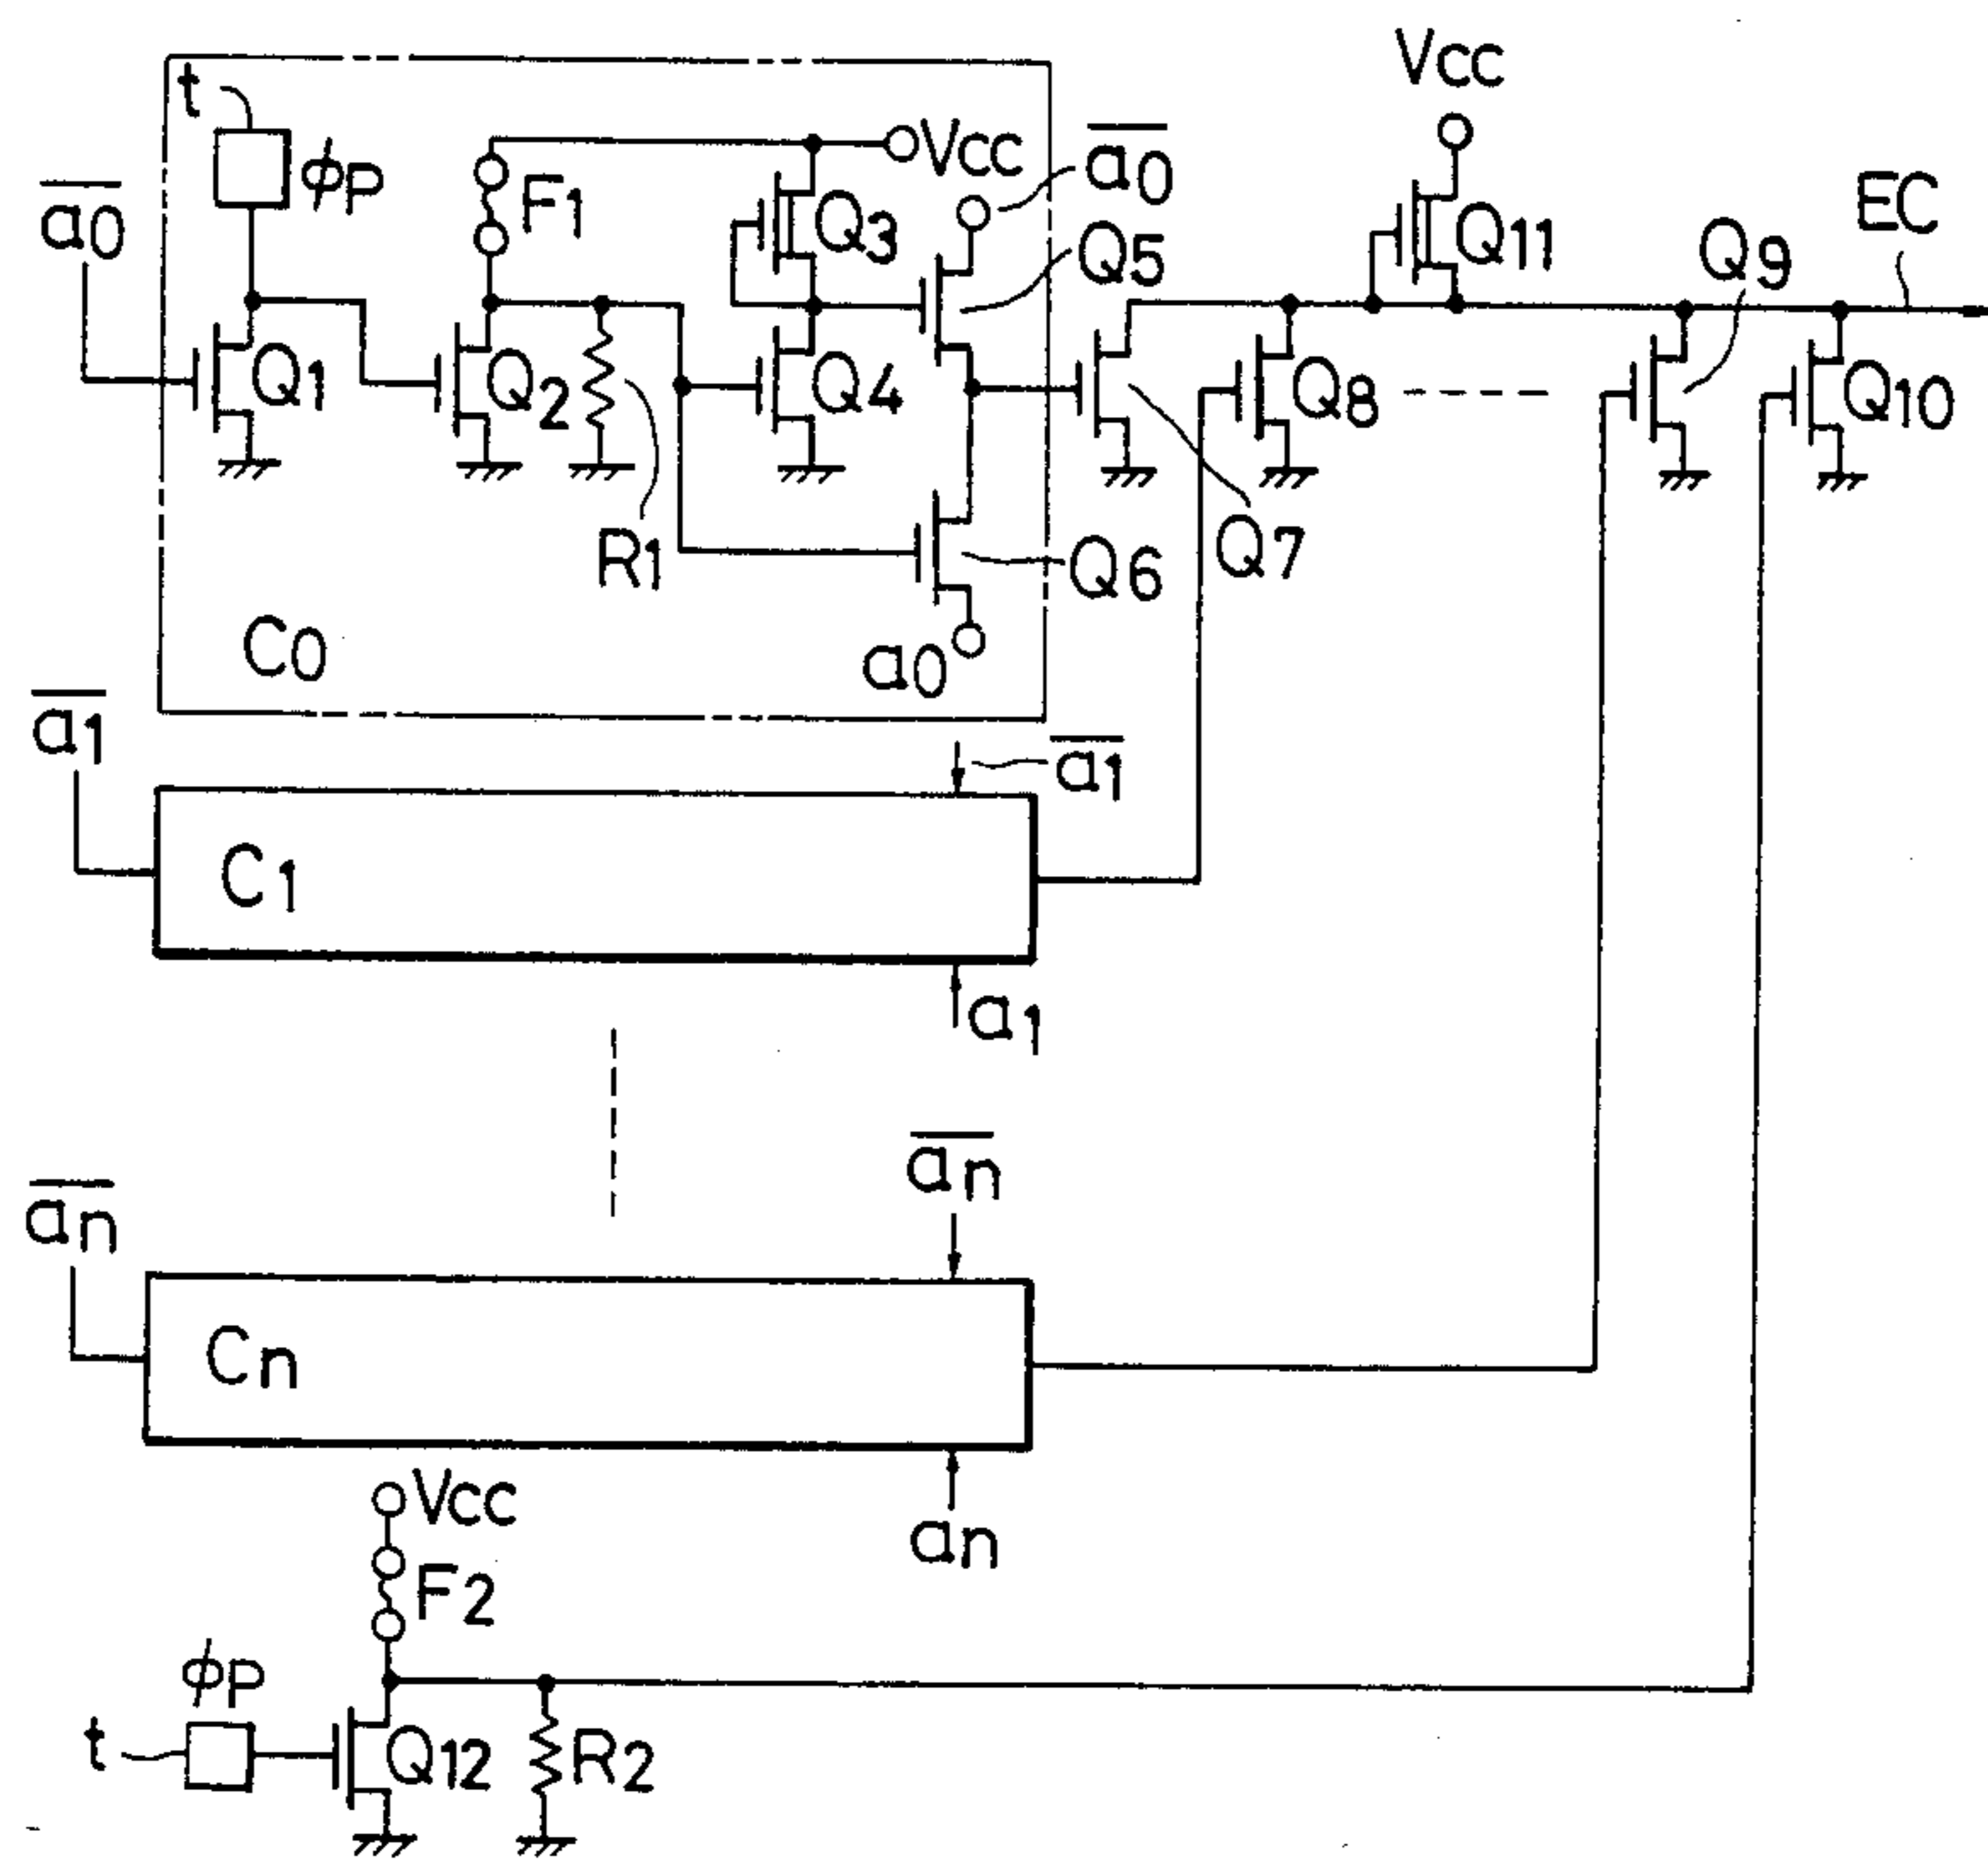 t
Vcc
φP
F1
Vcc
a̅0̅
a̅0̅
Q3
Q5
Q11
Q9
EC
Q1
Q2
Q4
Q8
Q10
R1
Q6
Q7
C0
a0
a̅1̅
a̅1̅
C1
a1
a̅n̅
a̅n̅
Cn
an
Vcc
F2
φP
t
Q12
R2